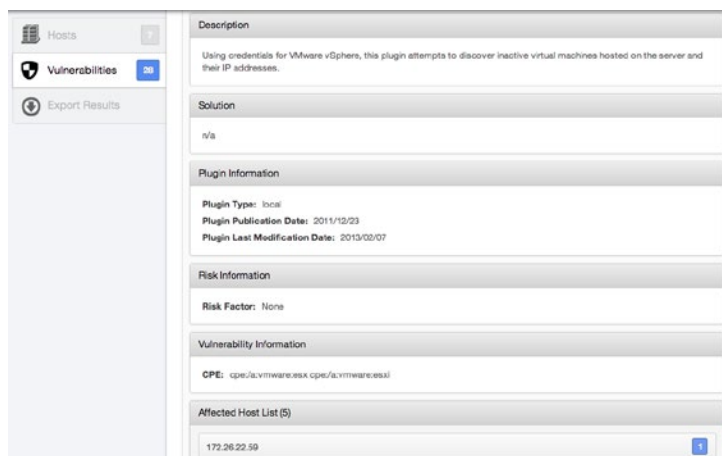 Hosts 7
Vulnerabilities 28
Export Results
Description
Using credentials for VMware vSphere, this plugin attempts to discover inactive virtual machines hosted on the server and
their IP addresses.
Solution
n/a
Plugin Information
Plugin Type: local
Plugin Publication Date: 2011/12/23
Plugin Last Modification Date: 2013/02/07
Risk Information
Risk Factor: None
Vulnerability Information
CPE: cpe:/a:vmware:esx cpe:/a:vmware:esxi
Affected Host List (5)
172.26.22.59 1